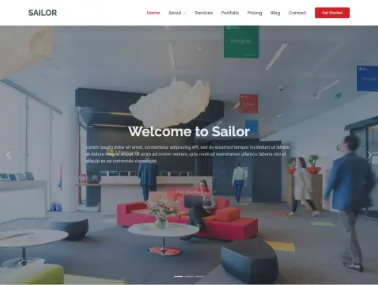 SAILOR
Home About Services Portfolio Pricing Blog Contact Get Started
Welcome to Sailor
Lorem ipsum dolor sit amet, consectetur adipiscing elit, sed do eiusmod tempor incididunt ut labore
et dolore magna aliqua. Ut enim ad minim veniam, quis nostrud exercitation ullamco laboris nisi ut
aliquip ex ea commodo consequat.